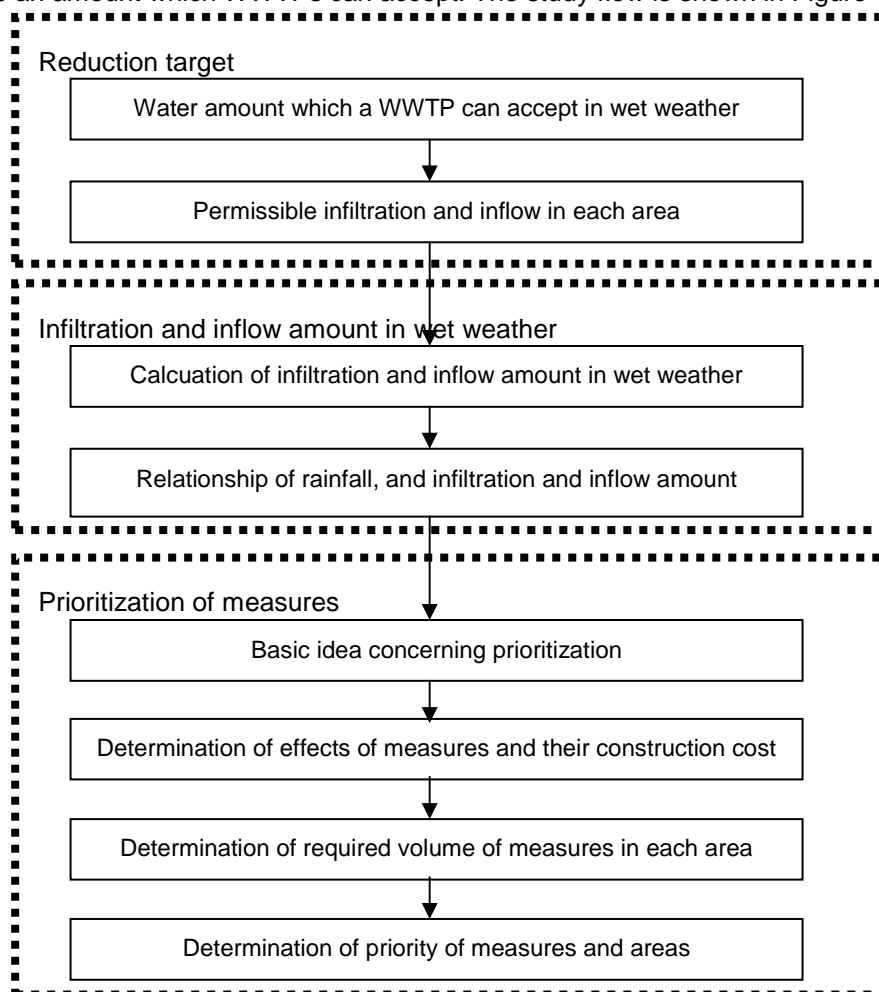 an amount which WWTPs can accept. The study flow is shown in Figure
Reduction target
Water amount which a WWTP can accept in wet weather
Permissible infiltration and inflow in each area
Infiltration and inflow amount in wet weather
Calcuation of infiltration and inflow amount in wet weather
Relationship of rainfall, and infiltration and inflow amount
Prioritization of measures
Basic idea concerning prioritization
Determination of effects of measures and their construction cost
Determination of required volume of measures in each area
Determination of priority of measures and areas